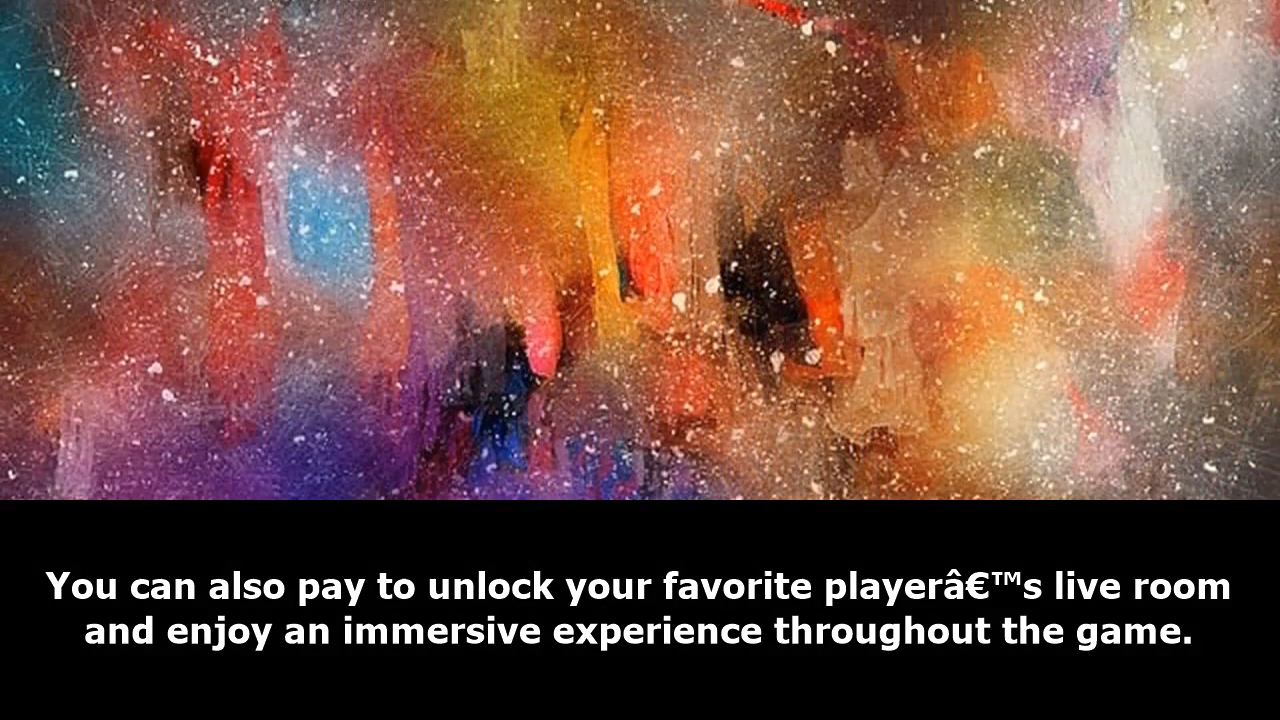 You can also pay to unlock your favorite playerâ€™s live room
and enjoy an immersive experience throughout the game.